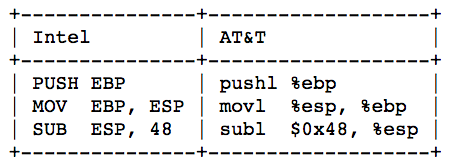 +------------------+--------------------+
| Intel            | AT&T               |
+------------------+--------------------+
| PUSH EBP         | pushl %ebp         |
| MOV  EBP, ESP    | movl  %esp, %ebp   |
| SUB  ESP, 48     | subl  $0x48, %esp  |
+------------------+--------------------+